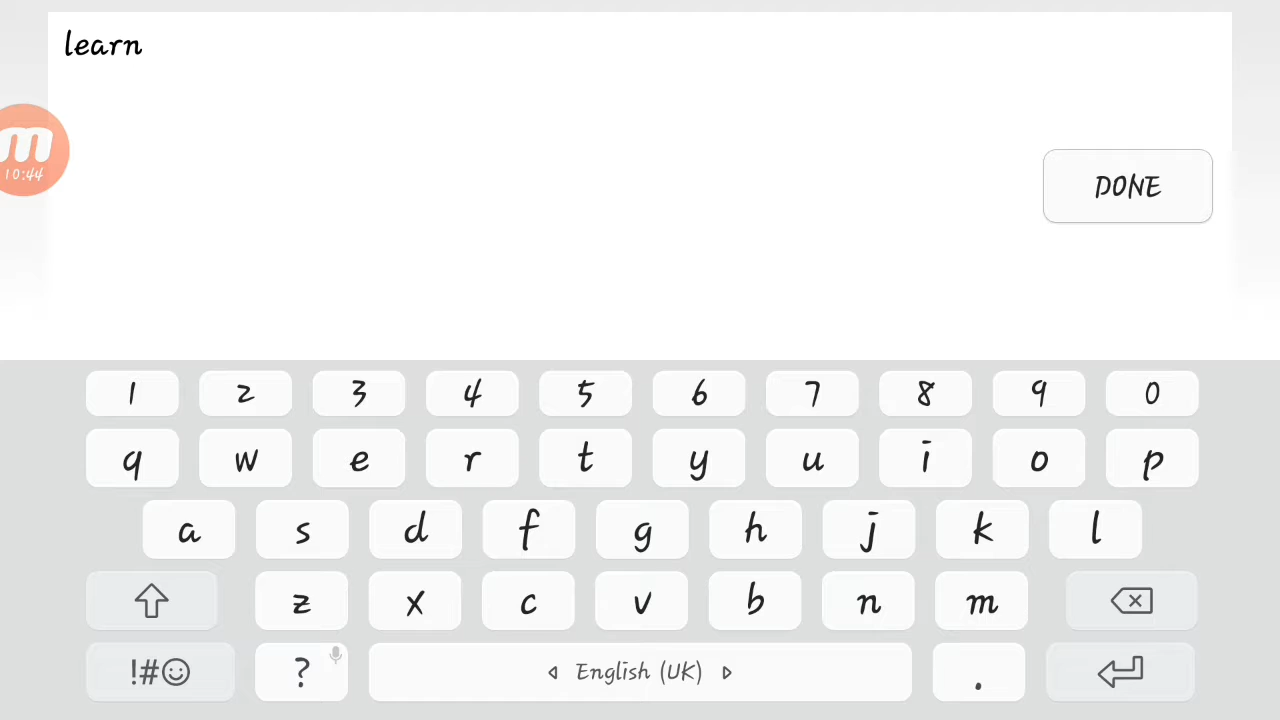 learn
m
10:44
DONE
1 2 3 4 5 6 7 8 9 0
q w e r t y u i o p
a s d f g h j k l
z x c v b n m
!#☺ ? English (UK) .